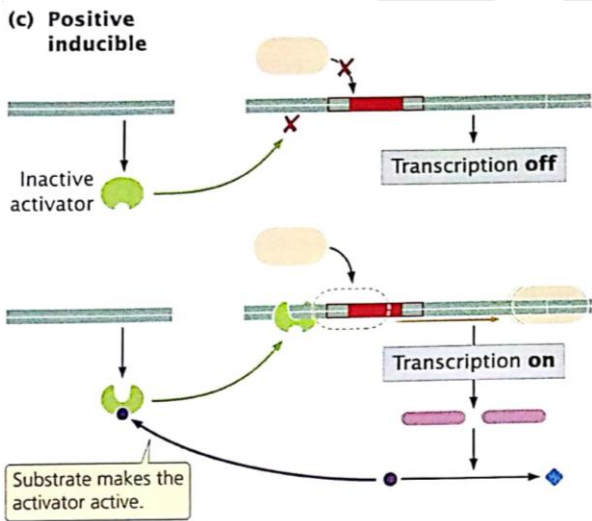 (c) Positive
inducible
Transcription off
Inactive
activator
Transcription on
Substrate makes the
activator active.